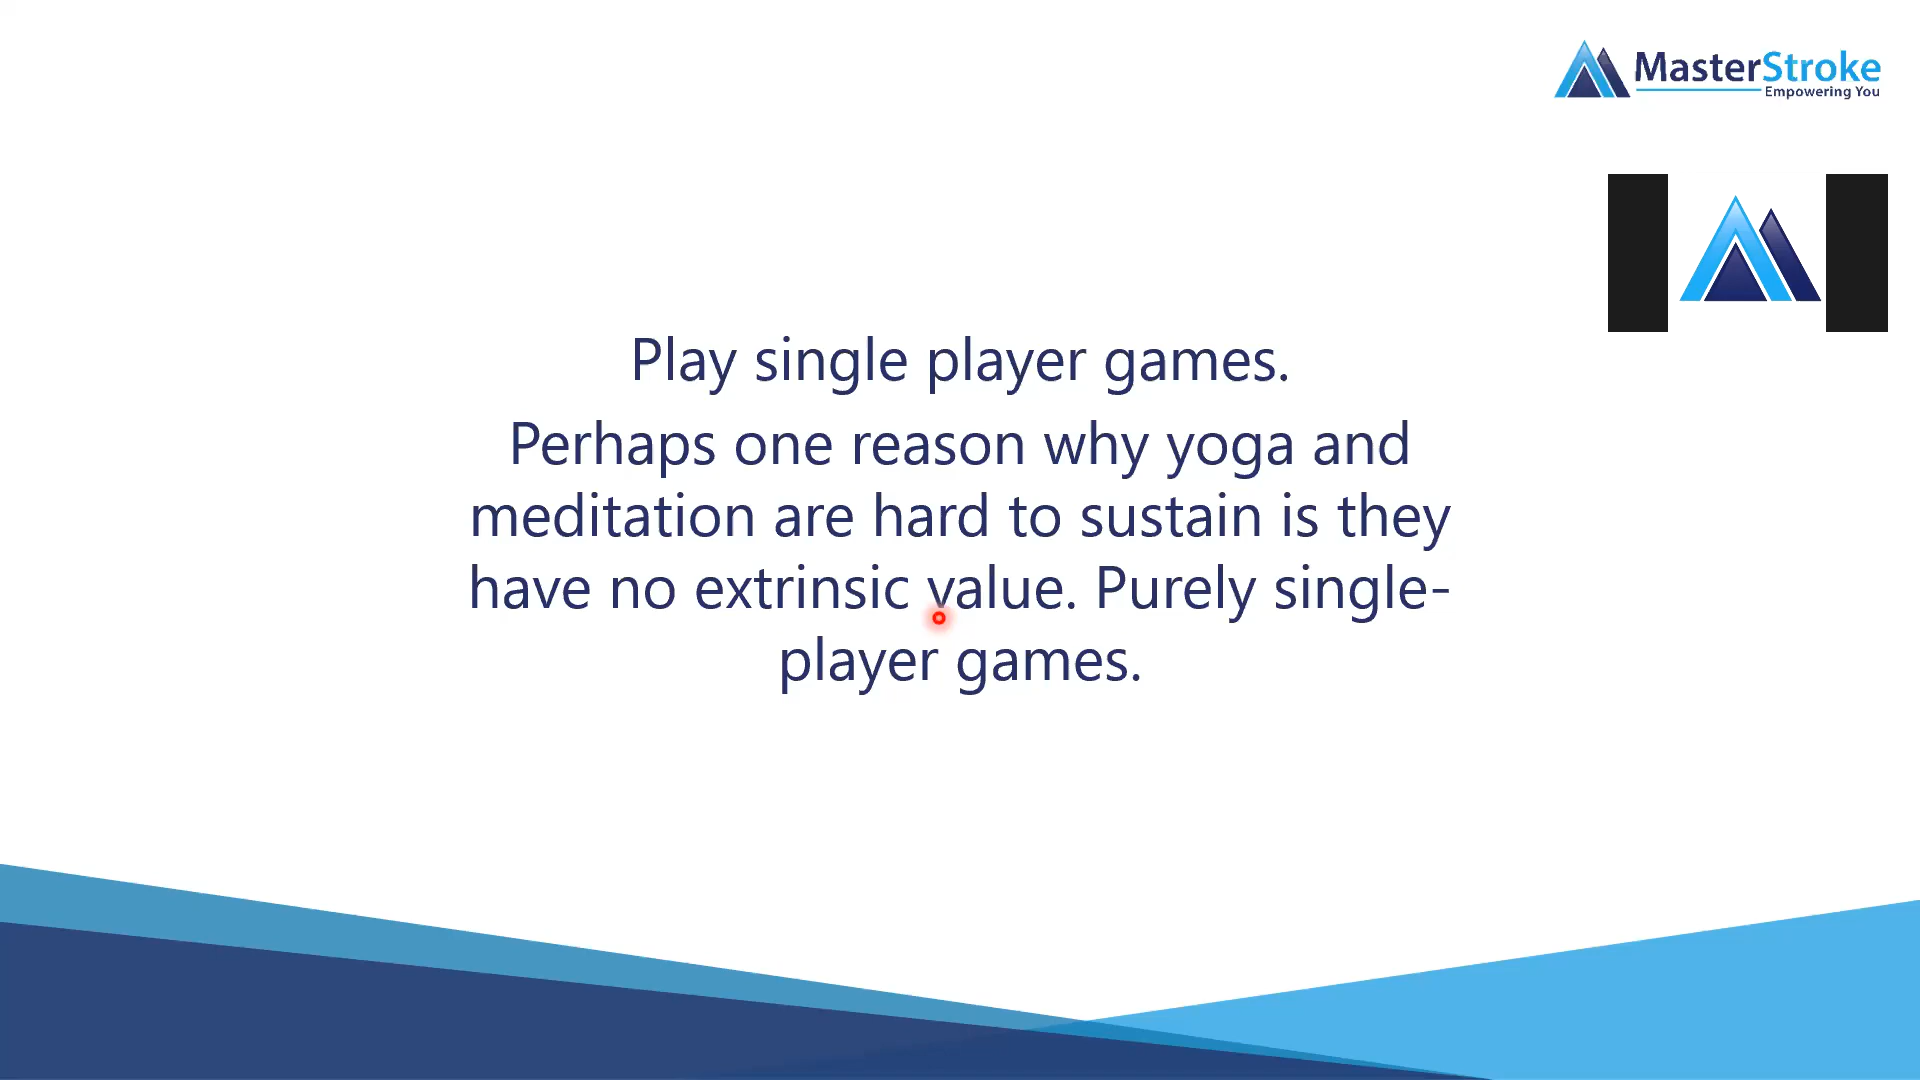 MasterStroke
Empowering You
Play single player games.
Perhaps one reason why yoga and
meditation are hard to sustain is they
have no extrinsic value. Purely single-
player games.